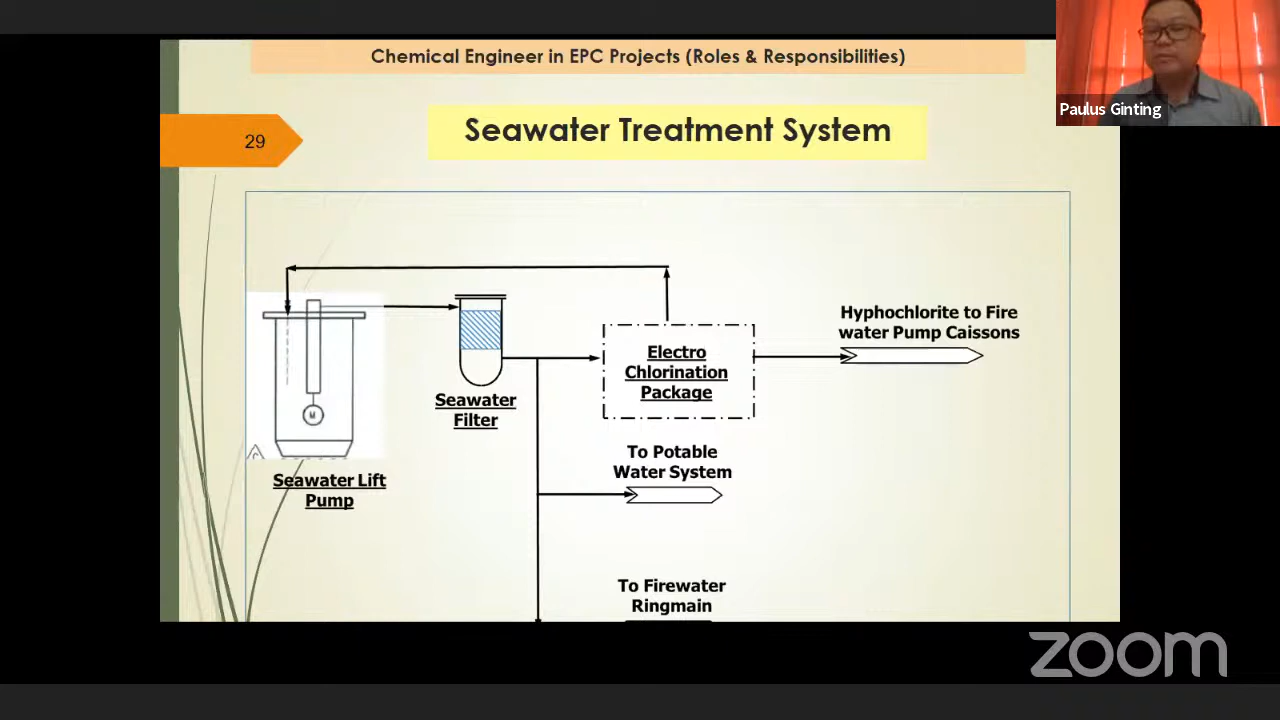 Chemical Engineer in EPC Projects (Roles & Responsibilities)
Paulus Ginting
29
Seawater Treatment System
Hyphochlorite to Fire
water Pump Caissons
Electro
Chlorination
Package
Seawater
Filter
M
To Potable
Water System
Seawater Lift
Pump
To Firewater
Ringmain
zoom